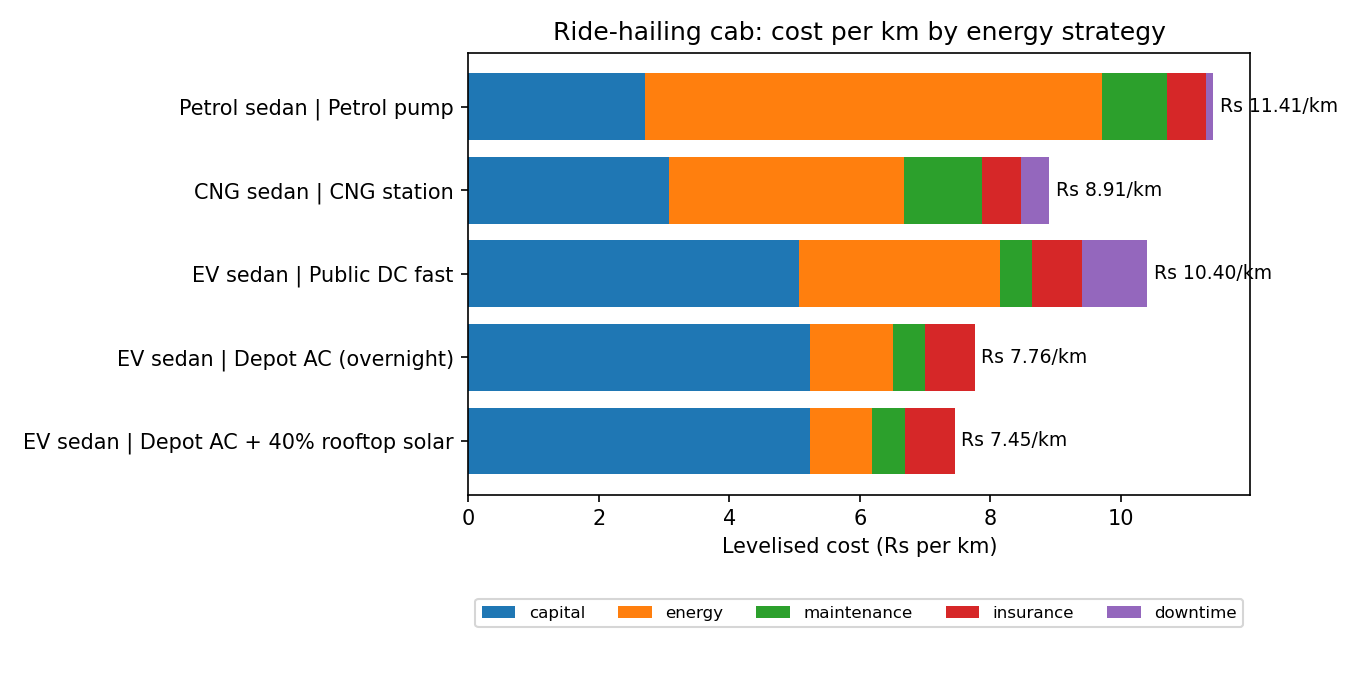 Ride-hailing cab: cost per km by energy strategy
Petrol sedan | Petrol pump
Rs 11.41/km
CNG sedan | CNG station
Rs 8.91/km
EV sedan | Public DC fast
Rs 10.40/km
EV sedan | Depot AC (overnight)
Rs 7.76/km
EV sedan | Depot AC + 40% rooftop solar
Rs 7.45/km
0 2 4 6 8 10
Levelised cost (Rs per km)
capital energy maintenance insurance downtime